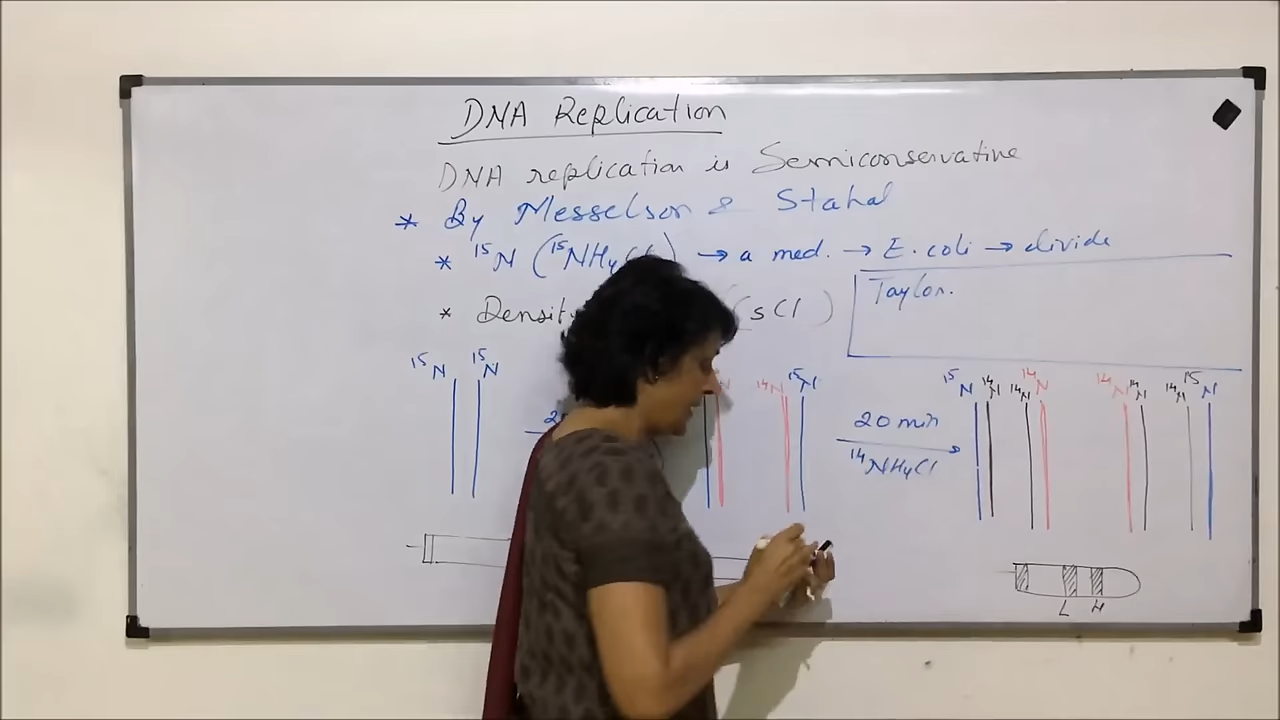 DNA Replication
DNA replication is Semiconservative
* By Messelson & Stahal
* ¹⁵N (¹⁵NH₄Cl) → a med. → E. coli → divide
* Density (CsCl)
Taylor.
¹⁵N ¹⁵N
N ¹⁴N ¹⁵N
20 min
¹⁴NH₄Cl
¹⁵N ¹⁴N ¹⁴N ¹⁴N ¹⁴N ¹⁴N ¹⁴N ¹⁵N
L H